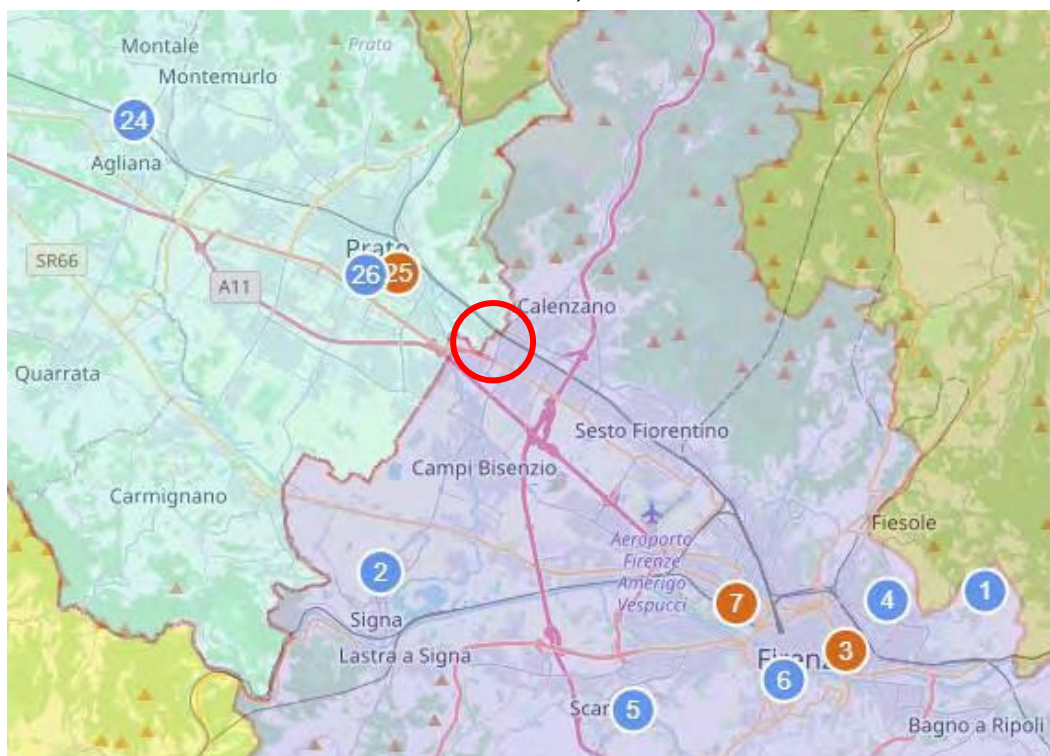 Montale
Prato
Montemurlo
24
Agliana
Prato
SR66
26
25
A11
Calenzano
Quarrata
Sesto Fiorentino
Campi Bisenzio
Carmignano
Fiesole
Aeroporto
Firenze
Amerigo
Vespucci
2
7
4
1
Signa
3
Lastra a Signa
Firenz
6
Scar
5
Bagno a Ripoli